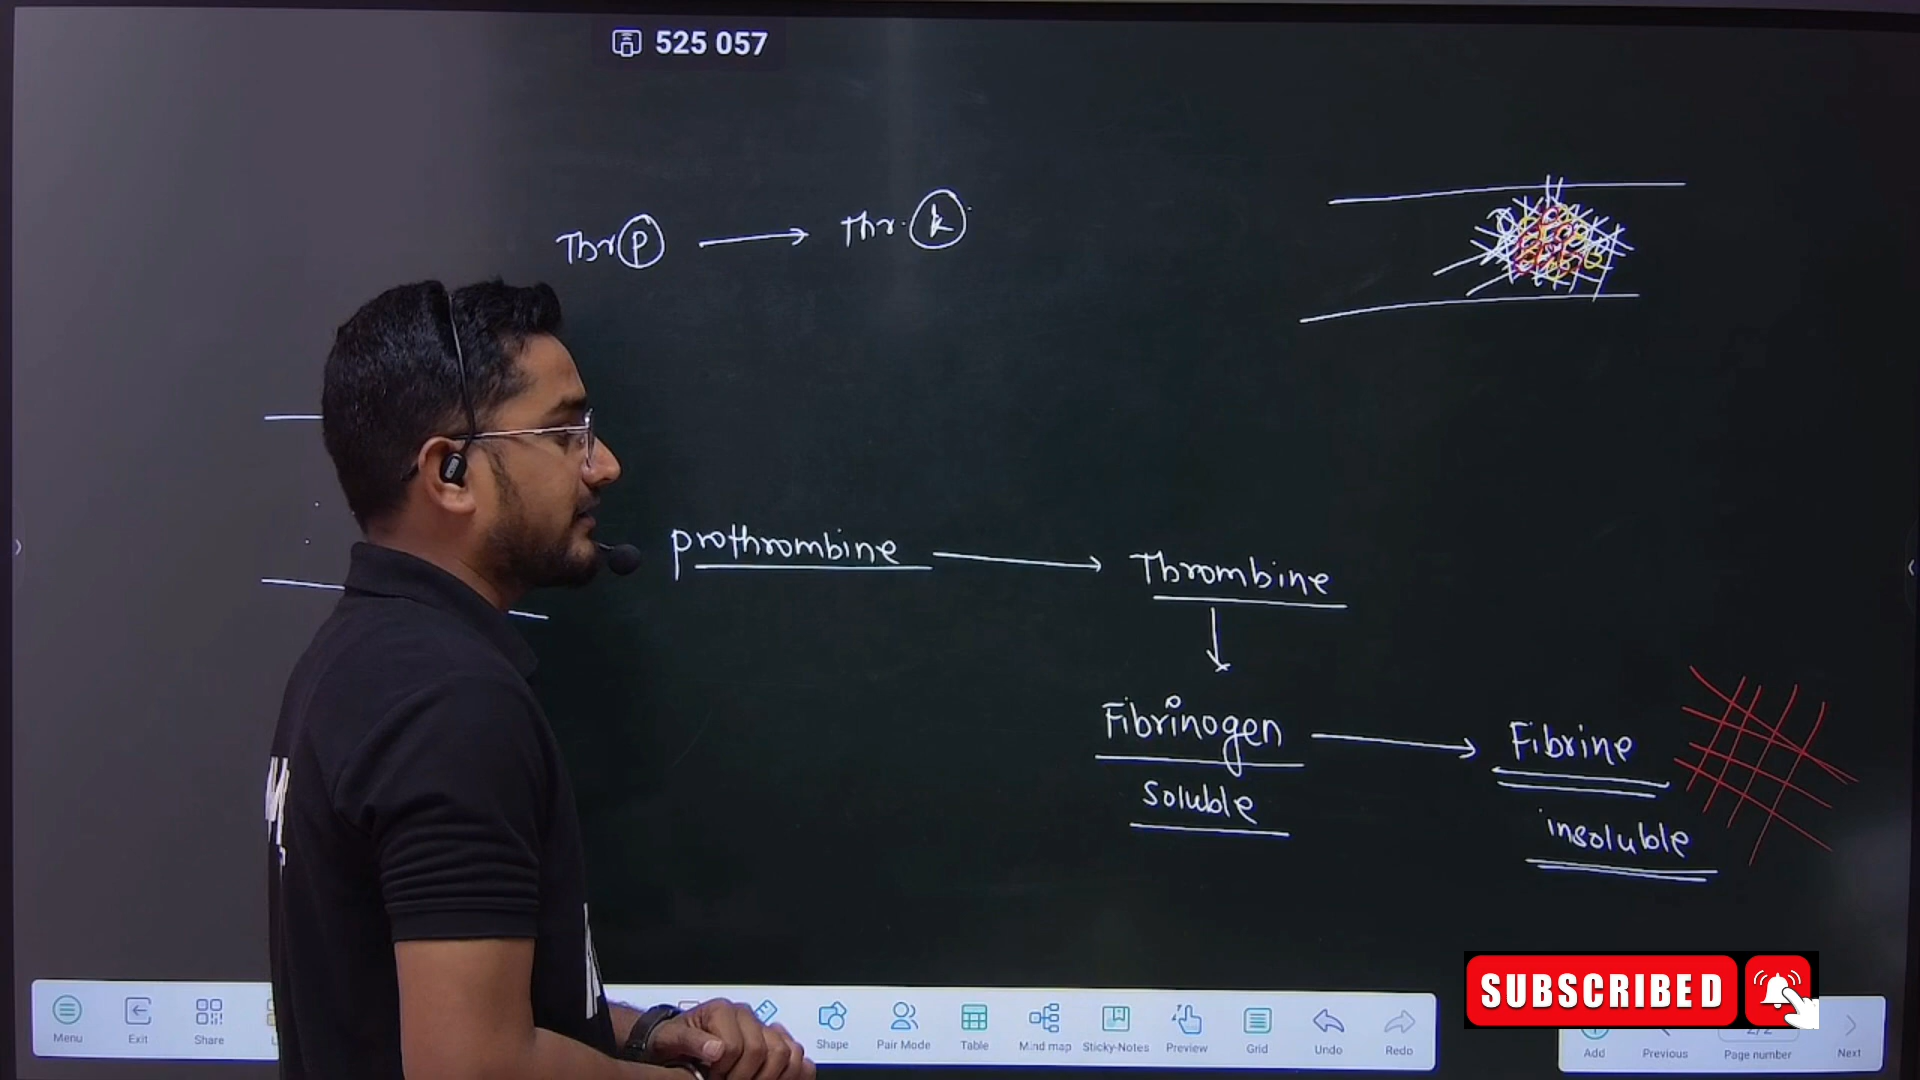 525 057
Thr P → Thr. k
prothrombine → Thrombine
Fibrinogen → Fibrine
soluble
insoluble
SUBSCRIBED
Menu Exit Share Shape Pair Mode Table Mind map Sticky-Notes Preview Grid Undo Redo Add Previous Page number Next